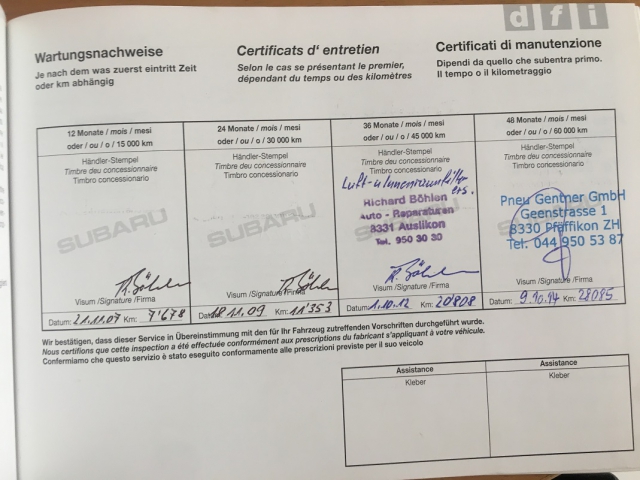 d f i
Wartungsnachweise
Je nach dem was zuerst eintritt Zeit
oder km abhängig
Certificats d' entretien
Selon le cas se présentant le premier,
dépendant du temps ou des kilomètres
Certificati di manutenzione
Dipendi da quello che subentra primo.
Il tempo o il kilometraggio
12 Monate / mois / mesi
oder / ou / o / 15 000 km
Händler-Stempel
Timbre deu concessionnaire
Timbro concessionario
SUBARU
Visum /Signature /Firma
Datum: 21.11.07 Km: 7'678
24 Monate / mois / mesi
oder / ou / o / 30 000 km
Händler-Stempel
Timbre deu concessionnaire
Timbro concessionario
SUBARU
Visum /Signature /Firma
Datum: 18.11.09 Km: 11'353
36 Monate / mois / mesi
oder / ou / o / 45 000 km
Händler-Stempel
Timbre deu concessionnaire
Timbro concessionario
Luft- u. Innenraumfilter
ers.
Richard Böhlen
Auto - Reparaturen
8331 Auslikon
Tel. 950 30 30
Visum /Signature /Firma
Datum: 1.10.12 Km: 20'808
48 Monate / mois / mesi
oder / ou / o / 60 000 km
Händler-Stempel
Timbre deu concessionnaire
Timbro concessionario
Pneu Gentner GmbH
Geenstrasse 1
8330 Pfäffikon ZH
Tel. 044 950 53 87
Visum /Signature /Firma
Datum: 9.10.14 Km: 28085
Wir bestätigen, dass dieser Service in Übereinstimmung mit den für Ihr Fahrzeug zutreffenden Vorschriften durchgeführt wurde.
Nous certifions que cette inspection a été effectuée conformément aux prescriptions du fabricant s'appliquant à votre véhicule.
Confermiamo che questo servizio è stato eseguito conformamente alle prescrizioni previste per il suo veicolo
Assistance
Kleber
Assistance
Kleber